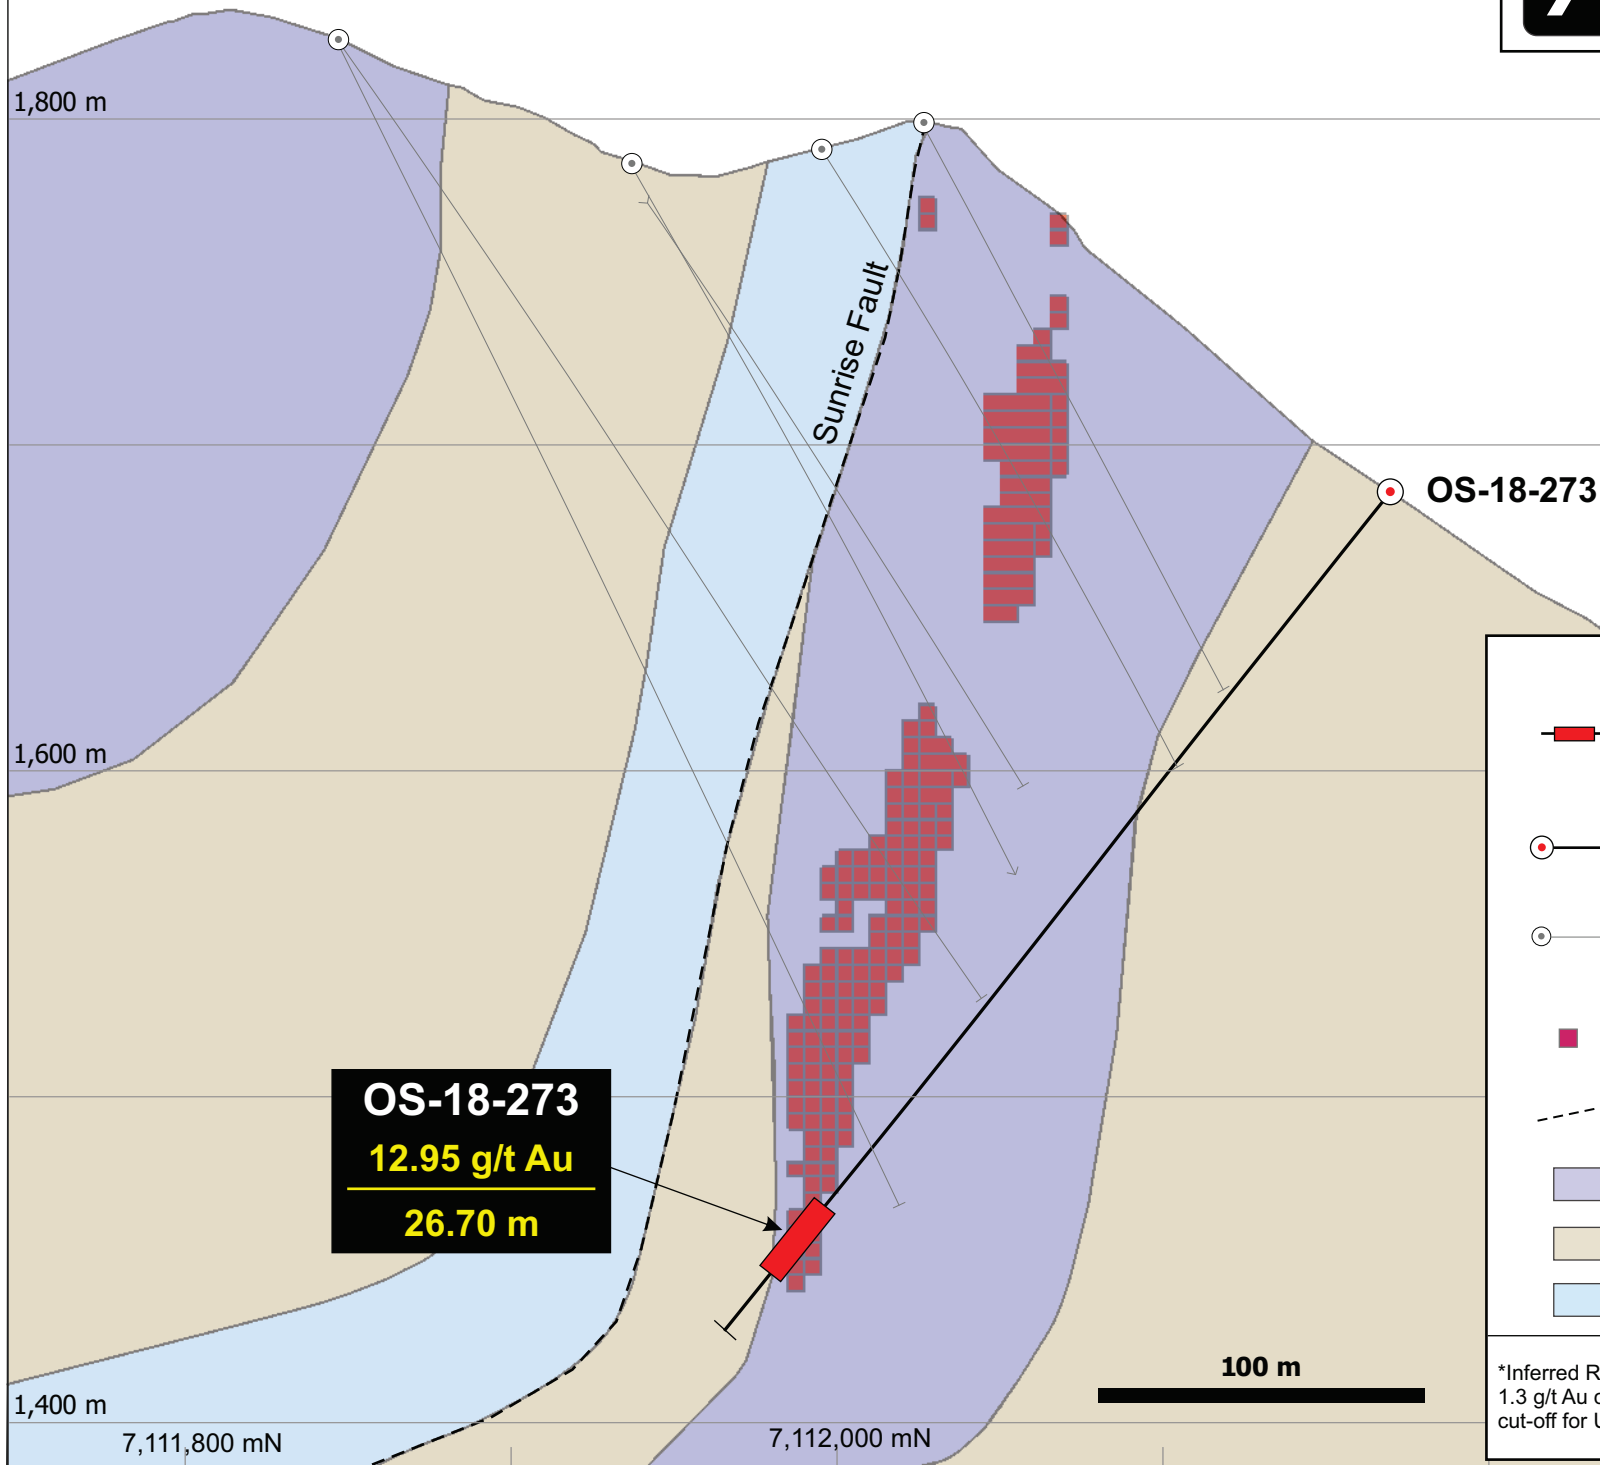 1,800 m
Sunrise Fault
OS-18-273
1,600 m
OS-18-273
12.95 g/t Au
26.70 m
100 m
1,400 m
7,111,800 mN
7,112,000 mN
*Inferred
1.3 g/t Au
cut-off for